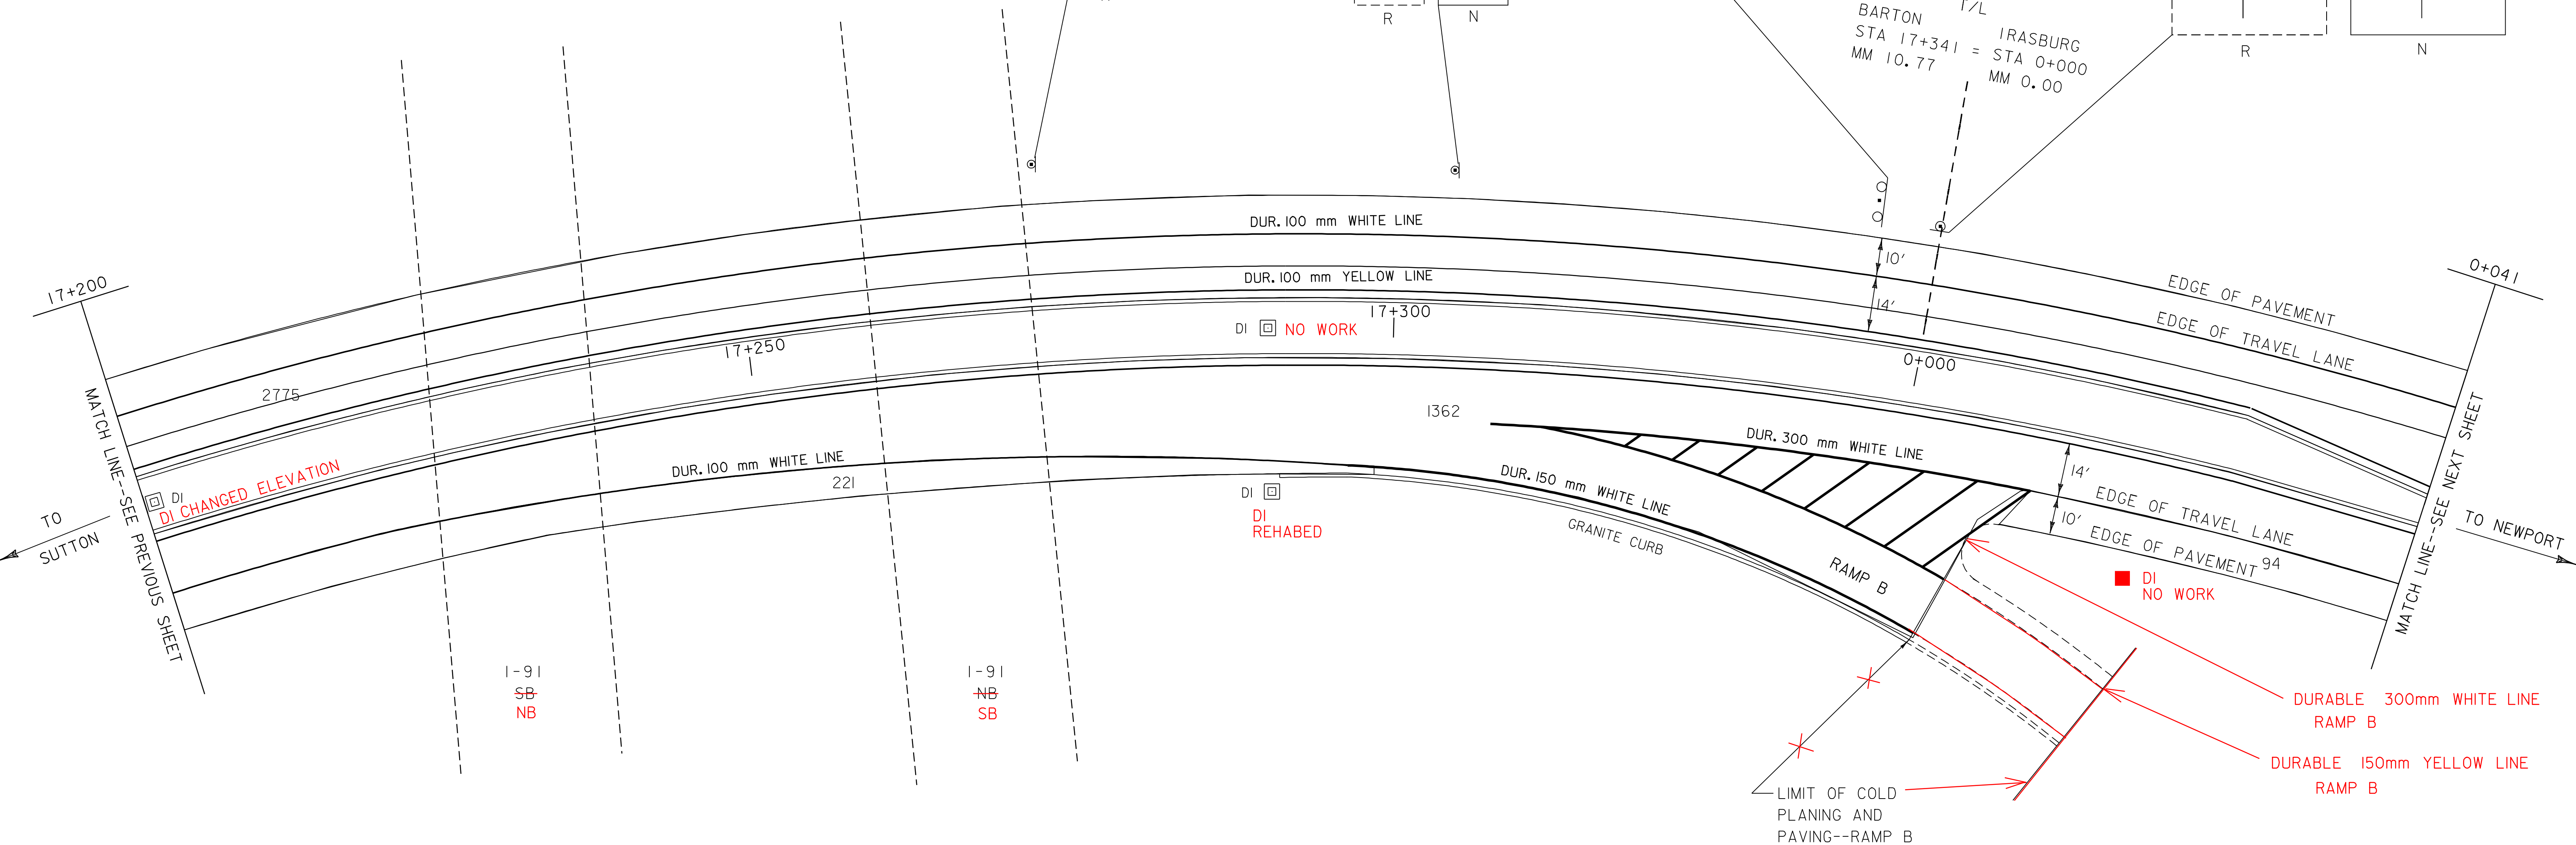 R
N
T/L
BARTON
IRASBURG
STA 17+341 = STA 0+000
MM 10.77
MM 0.00
R
N
17+200
DUR. 100 mm WHITE LINE
DUR. 100 mm YELLOW LINE
10'
14'
EDGE OF PAVEMENT
EDGE OF TRAVEL LANE
0+041
DI
NO WORK
17+300
17+250
0+000
2775
1362
MATCH LINE--SEE PREVIOUS SHEET
DI
DI CHANGED ELEVATION
TO
SUTTON
DUR. 100 mm WHITE LINE
221
DI
DI
REHABED
DUR. 150 mm WHITE LINE
GRANITE CURB
DUR. 300 mm WHITE LINE
RAMP B
14'
10'
EDGE OF TRAVEL LANE
EDGE OF PAVEMENT
94
DI
NO WORK
MATCH LINE--SEE NEXT SHEET
TO NEWPORT
I-91
SB
NB
I-91
NB
SB
DURABLE 300mm WHITE LINE
RAMP B
DURABLE 150mm YELLOW LINE
RAMP B
LIMIT OF COLD
PLANING AND
PAVING--RAMP B